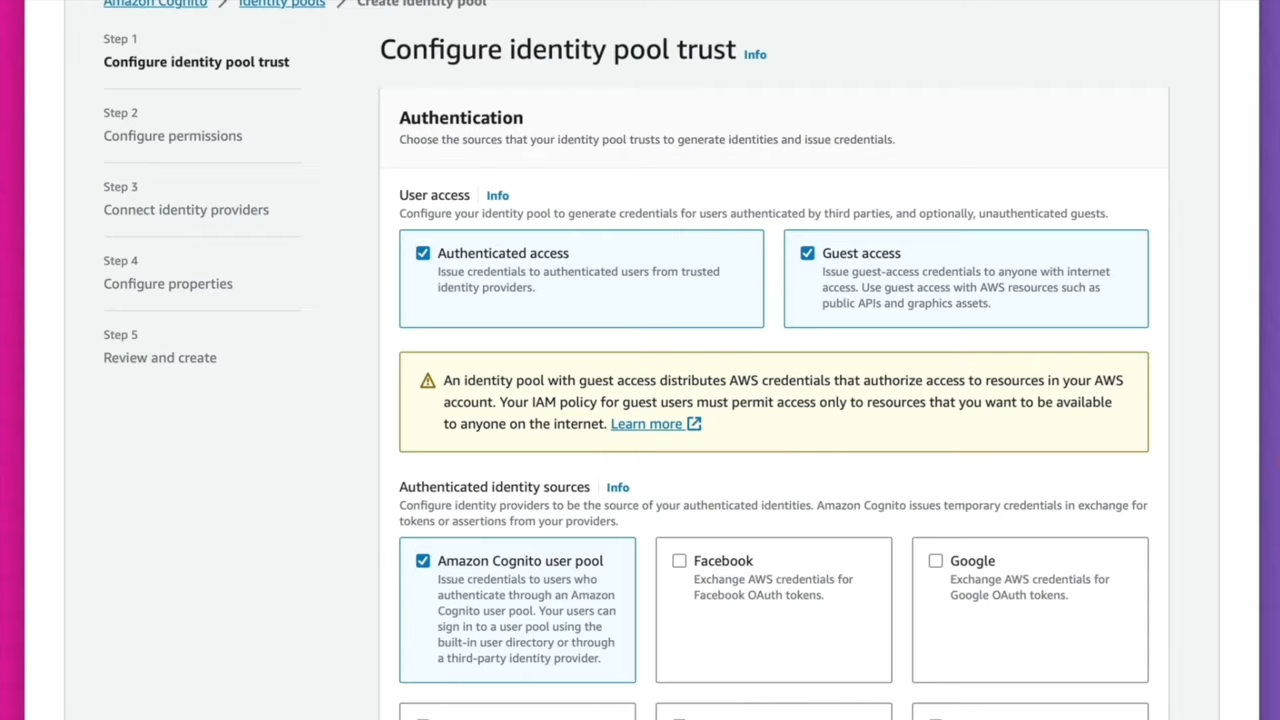 Amazon Cognito
Identity pools
Create identity pool
Step 1
Configure identity pool trust
Step 2
Configure permissions
Step 3
Connect identity providers
Step 4
Configure properties
Step 5
Review and create
Configure identity pool trust Info
Authentication
Choose the sources that your identity pool trusts to generate identities and issue credentials.
User access Info
Configure your identity pool to generate credentials for users authenticated by third parties, and optionally, unauthenticated guests.
Authenticated access
Issue credentials to authenticated users from trusted
identity providers.
Guest access
Issue guest-access credentials to anyone with internet
access. Use guest access with AWS resources such as
public APIs and graphics assets.
An identity pool with guest access distributes AWS credentials that authorize access to resources in your AWS
account. Your IAM policy for guest users must permit access only to resources that you want to be available
to anyone on the internet. Learn more
Authenticated identity sources Info
Configure identity providers to be the source of your authenticated identities. Amazon Cognito issues temporary credentials in exchange for
tokens or assertions from your providers.
Amazon Cognito user pool
Issue credentials to users who
authenticate through an Amazon
Cognito user pool. Your users can
sign in to a user pool using the
built-in user directory or through
a third-party identity provider.
Facebook
Exchange AWS credentials for
Facebook OAuth tokens.
Google
Exchange AWS credentials for
Google OAuth tokens.